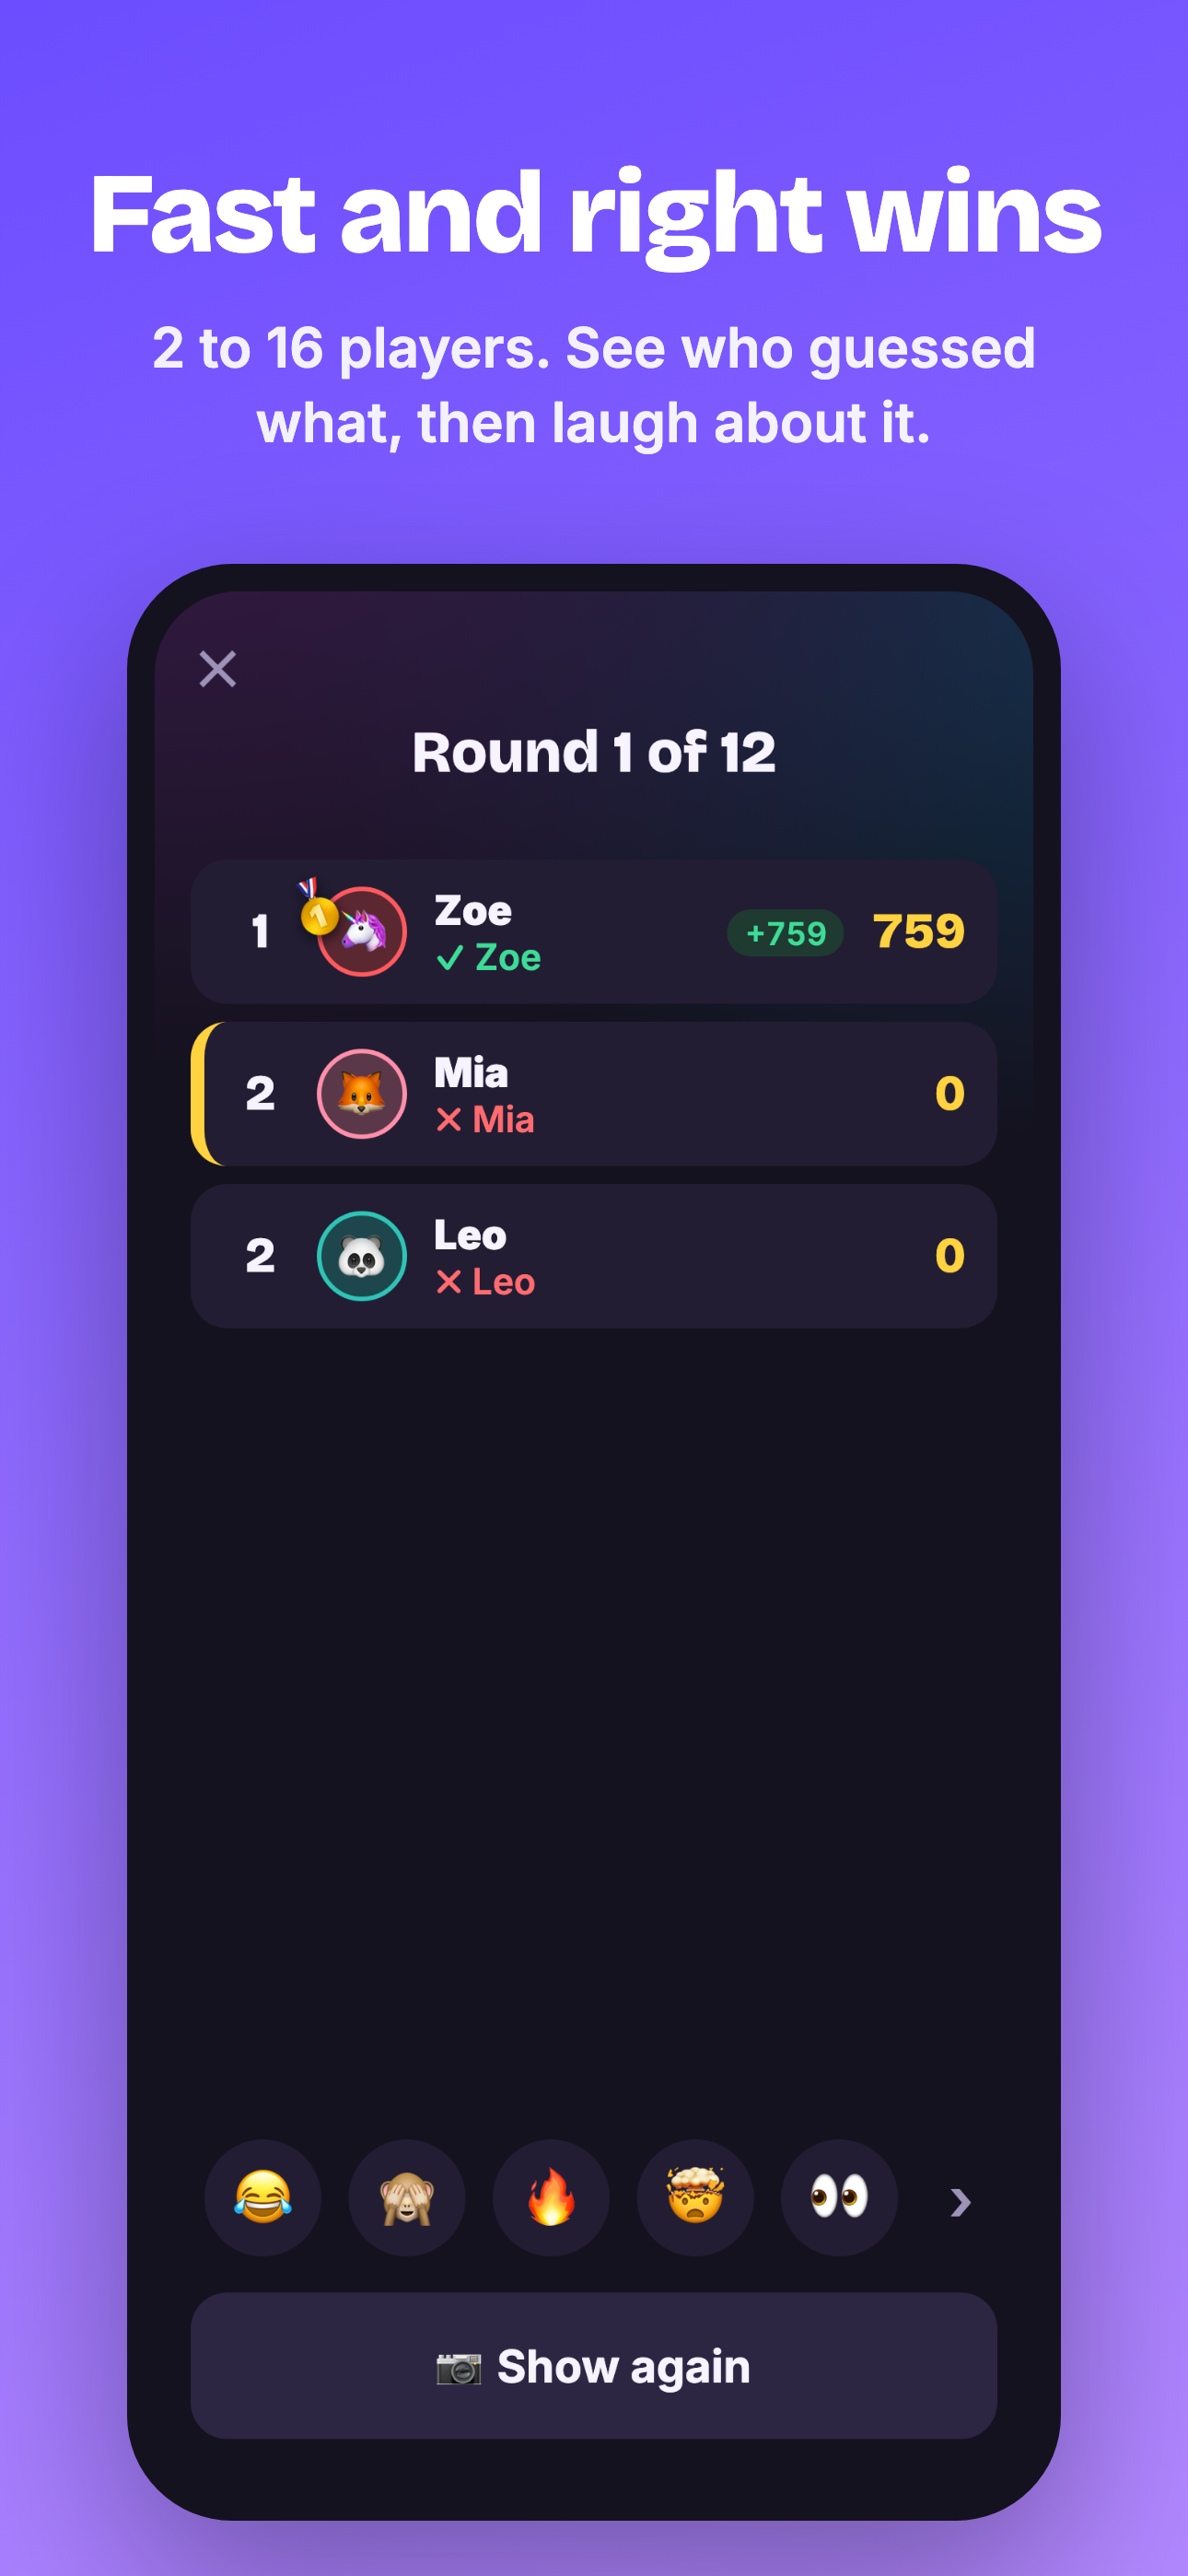 Fast and right wins
2 to 16 players. See who guessed
what, then laugh about it.
Round 1 of 12
1
1
Zoe
✓ Zoe
+759
759
2
Mia
✕ Mia
0
2
Leo
✕ Leo
0
Show again